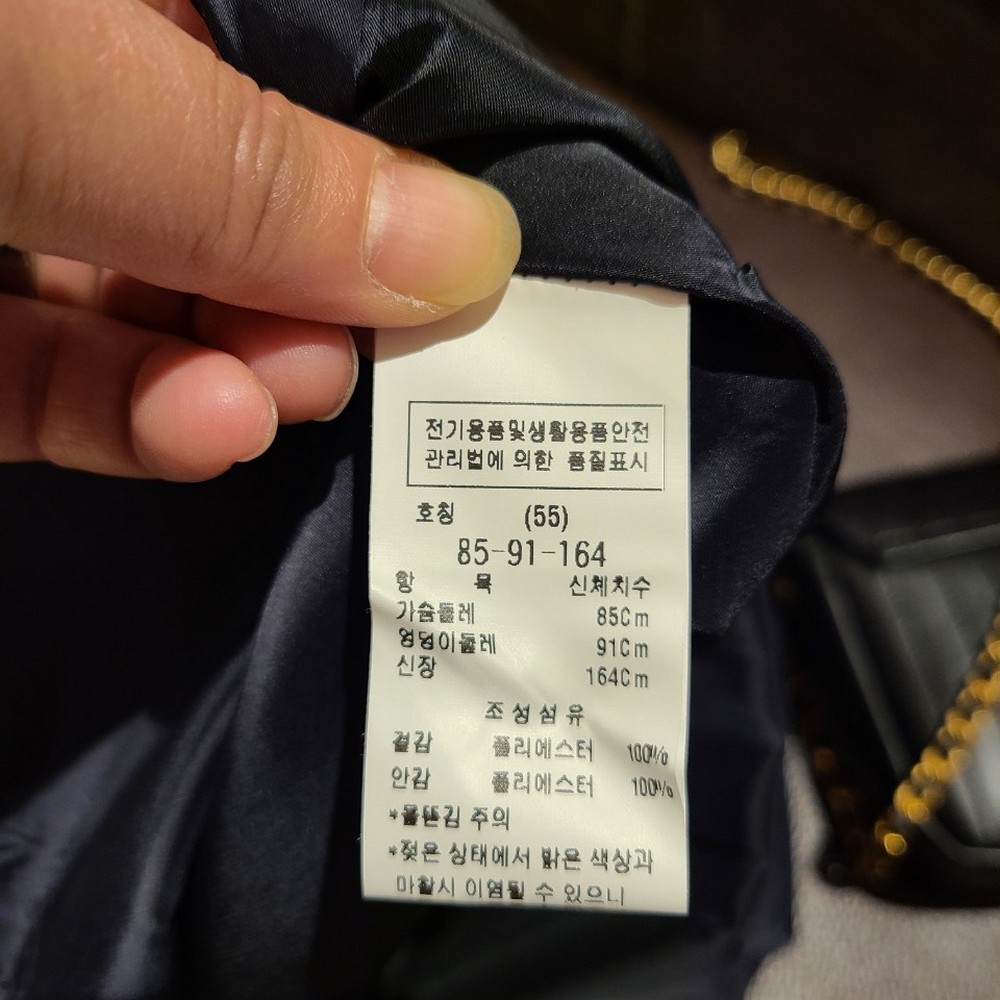 전기용품및생활용품안전
관리법에 의한 품질표시
호칭 (55)
85-91-164
항 목 신체치수
가슴둘레 85Cm
엉덩이둘레 91Cm
신장 164Cm
조성섬유
겉감 폴리에스터 100%
안감 폴리에스터 100%
*올뜯김 주의
*젖은 상태에서 밝은 색상과
마찰시 이염될 수 있으니